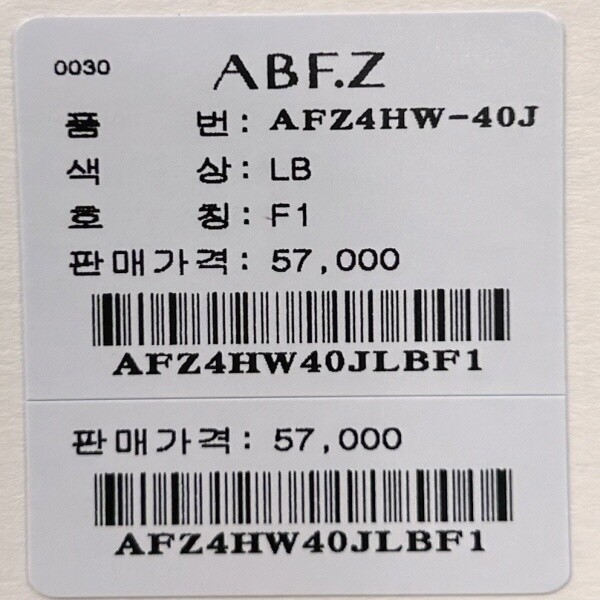 0030 ABF.Z
품 번: AFZ4HW-40J
색 상: LB
호 칭: F1
판매가격: 57,000
AFZ4HW40JLBF1
판매가격: 57,000
AFZ4HW40JLBF1